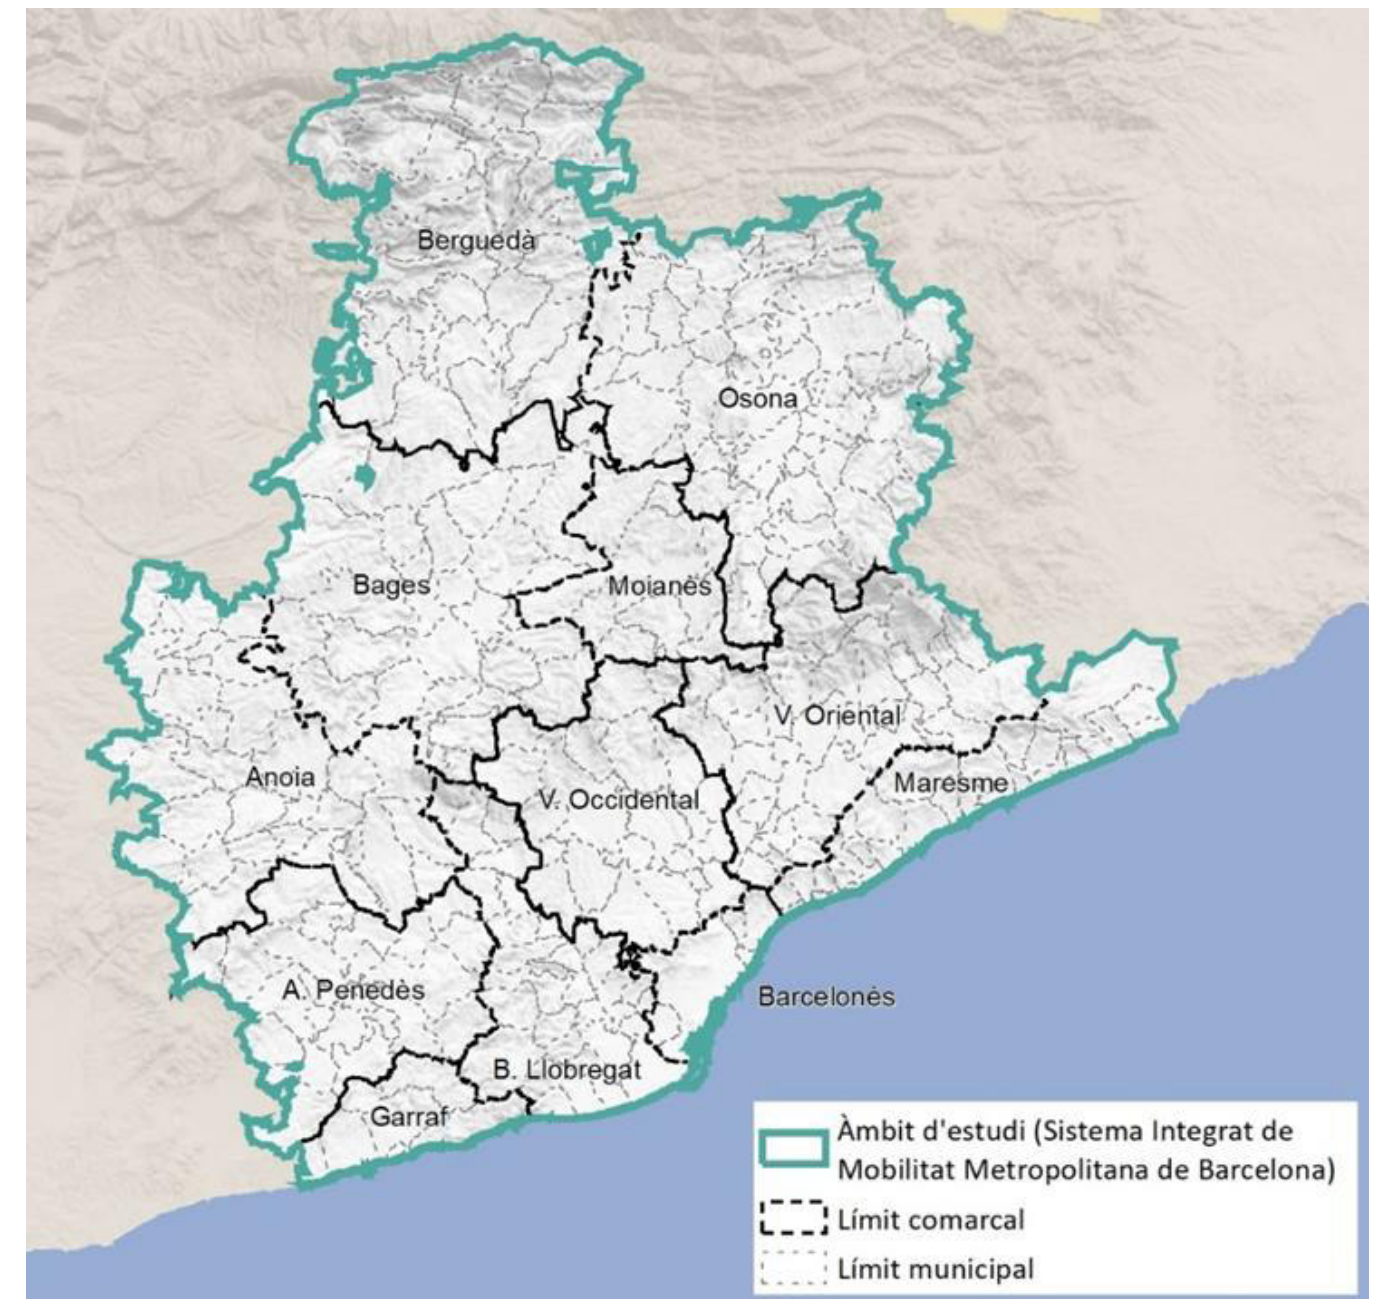 Berguedà
Osona
Bages
Moianès
V. Oriental
Anoia
Maresme
V. Occidental
A. Penedès
Barcelonès
B. Llobregat
Garraf
Àmbit d'estudi (Sistema Integrat de
Mobilitat Metropolitana de Barcelona)
Límit comarcal
Límit municipal